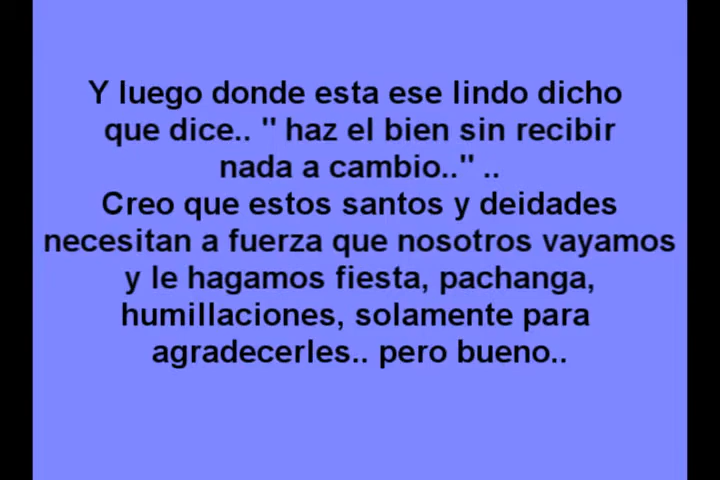 Y luego donde esta ese lindo dicho
que dice.. " haz el bien sin recibir
nada a cambio.." ..
Creo que estos santos y deidades
necesitan a fuerza que nosotros vayamos
y le hagamos fiesta, pachanga,
humillaciones, solamente para
agradecerles.. pero bueno..